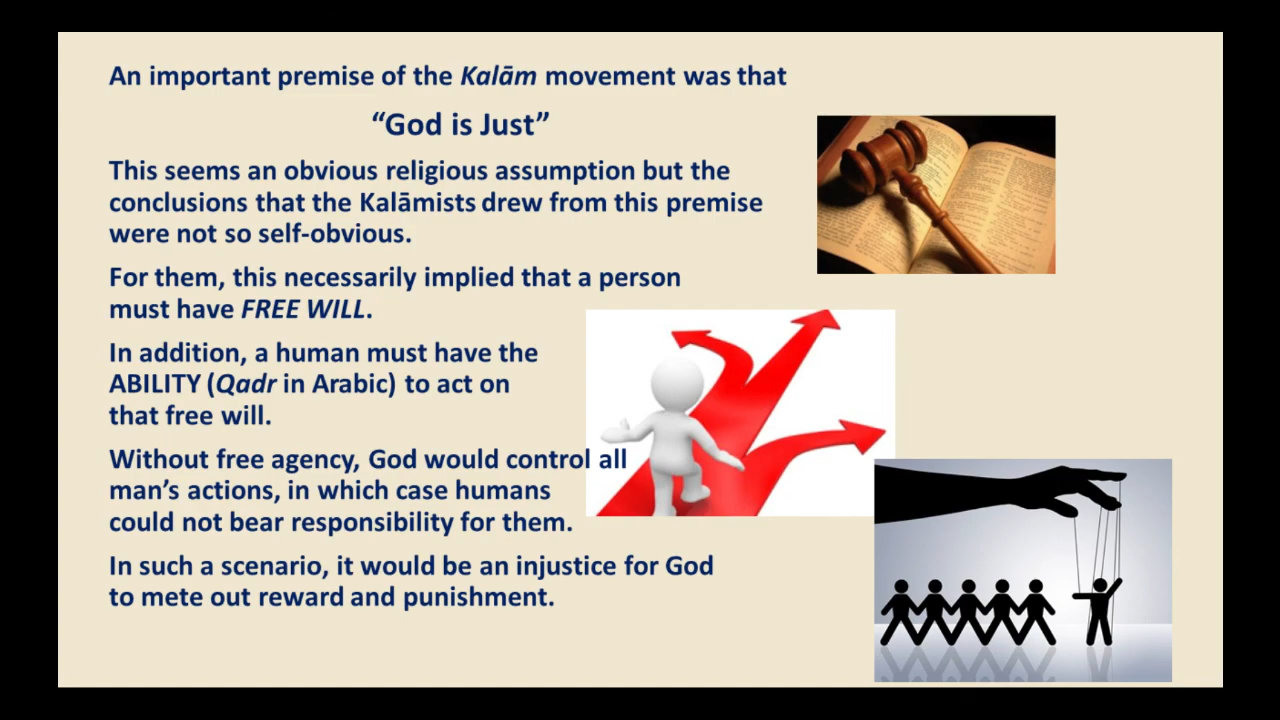 An important premise of the Kalām movement was that
“God is Just”
This seems an obvious religious assumption but the
conclusions that the Kalāmists drew from this premise
were not so self-obvious.
For them, this necessarily implied that a person
must have FREE WILL.
In addition, a human must have the
ABILITY (Qadr in Arabic) to act on
that free will.
Without free agency, God would control all
man’s actions, in which case humans
could not bear responsibility for them.
In such a scenario, it would be an injustice for God
to mete out reward and punishment.